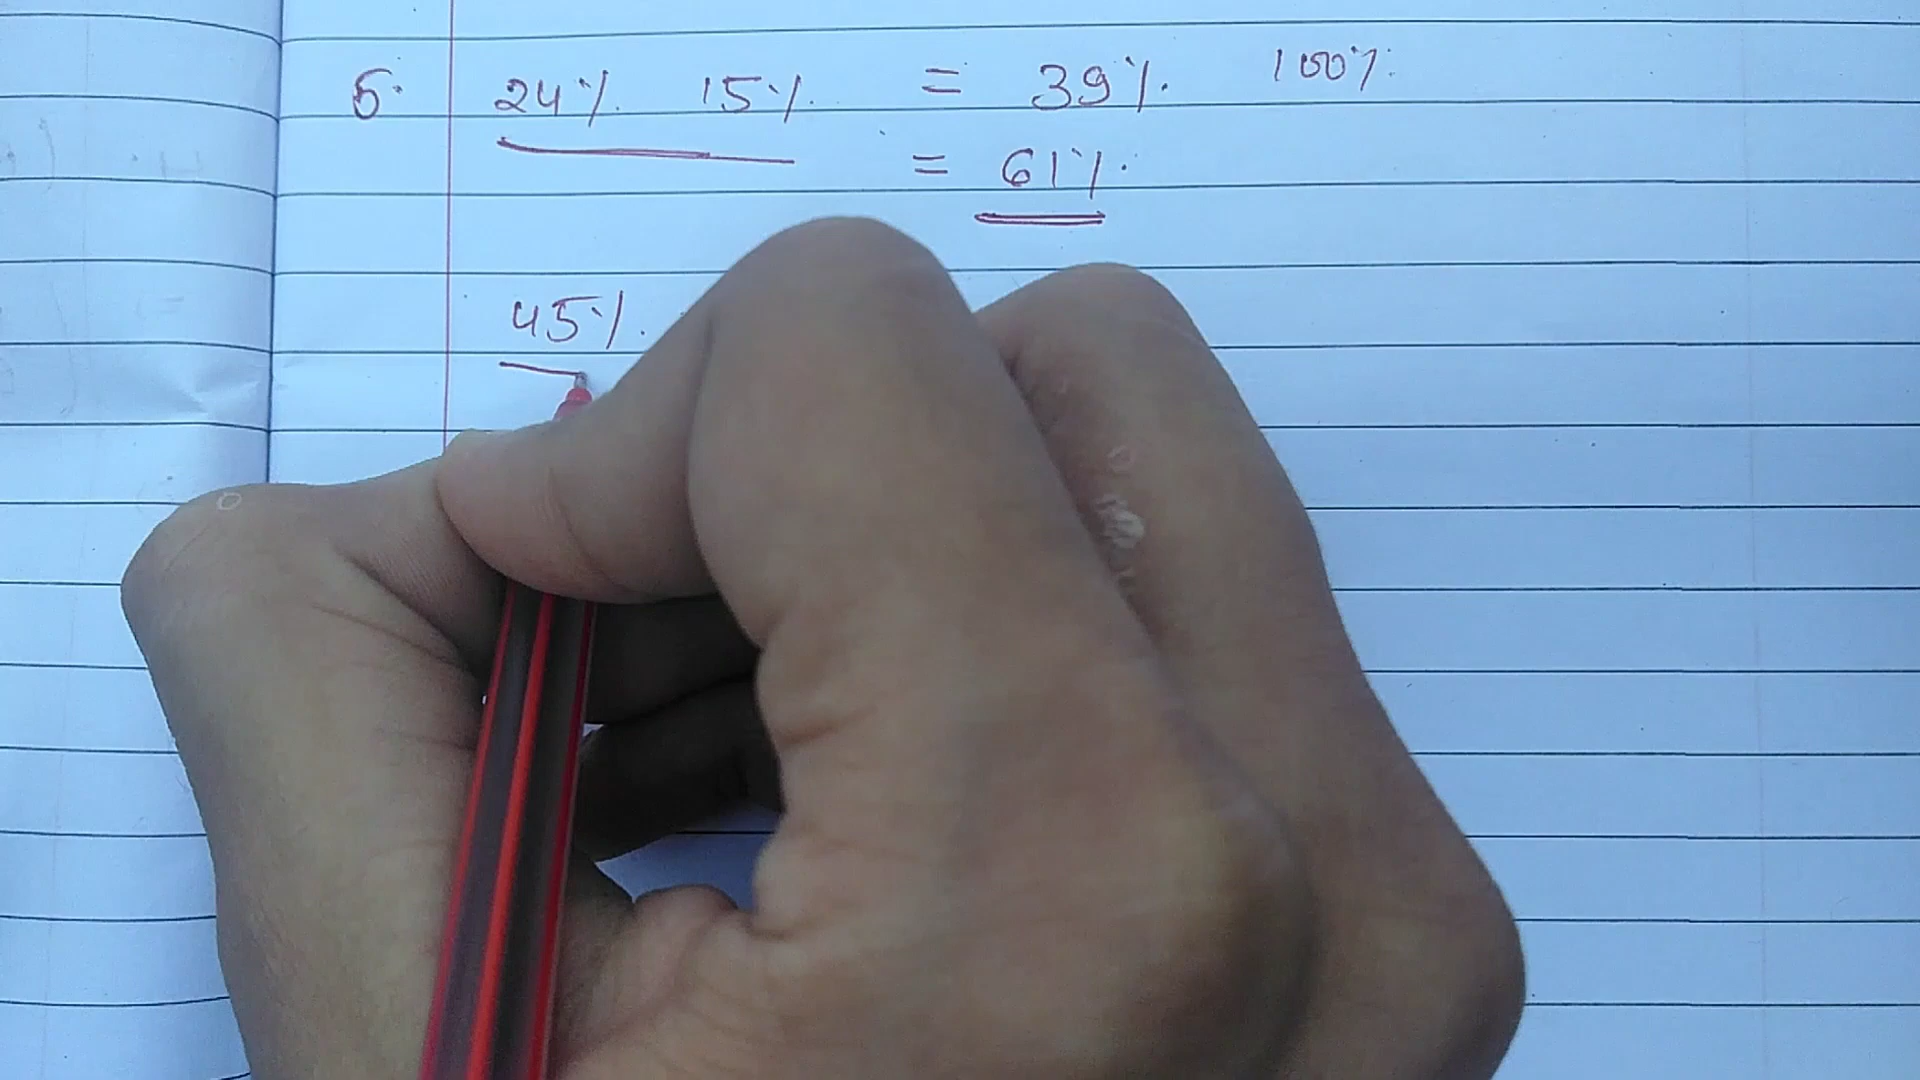 5. 24% 15% = 39% 100%
= 61%
45%